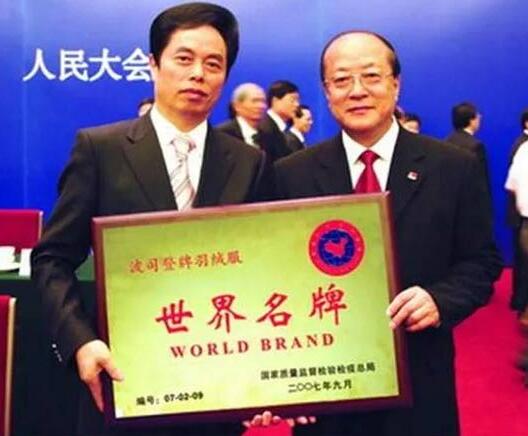 人民大会
波司登牌羽绒服
世界名牌
WORLD BRAND
国家质量监督检验检疫总局
编号：07-02-09
二〇〇七年九月